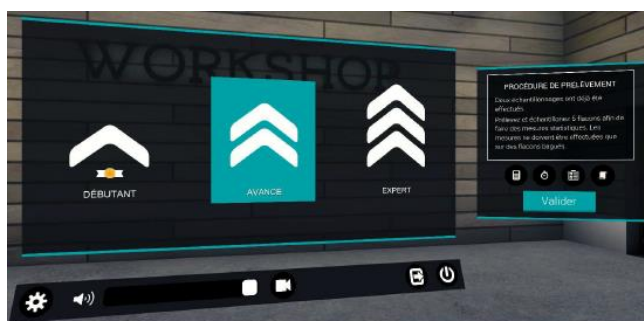 WORKSHOP
DÉBUTANT
AVANCÉ
EXPERT
PROCÉDURE DE PRÉLÈVEMENT
Deux échantillonnages ont déjà été
effectués.
Prélevez et échantillonner 5 flacons afin de
faire des mesures statistiques. Les
mesures ne doivent être effectuées que
sur des flacons bagués.
Valider